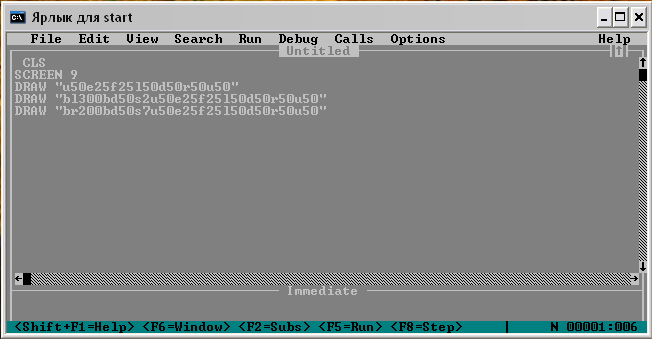 Ярлык для start
File Edit View Search Run Debug Calls Options Help
Untitled
CLS
SCREEN 9
DRAW "u50e25f25l50d50r50u50"
DRAW "bl300bd50s2u50e25f25l50d50r50u50"
DRAW "br200bd50s7u50e25f25l50d50r50u50"
Immediate
<Shift+F1=Help> <F6=Window> <F2=Subs> <F5=Run> <F8=Step> N 00001:006